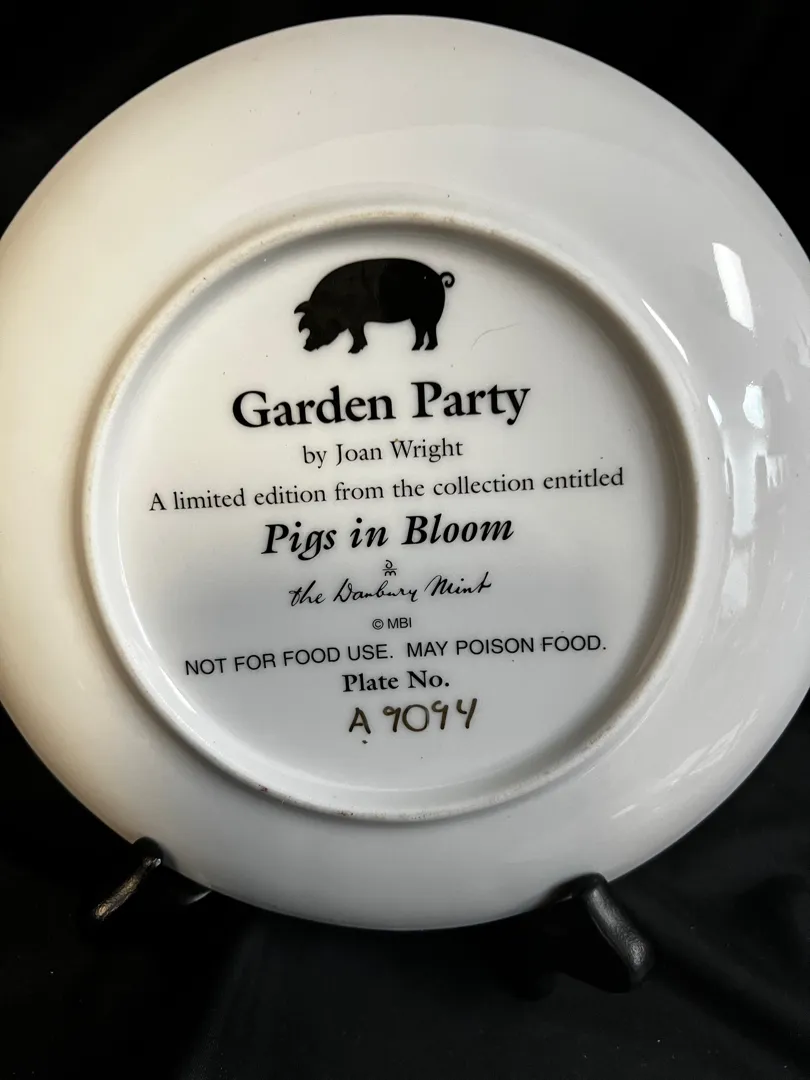 Garden Party
by Joan Wright
A limited edition from the collection entitled
Pigs in Bloom
the Danbury Mint
© MBI
NOT FOR FOOD USE. MAY POISON FOOD.
Plate No.
A 9094